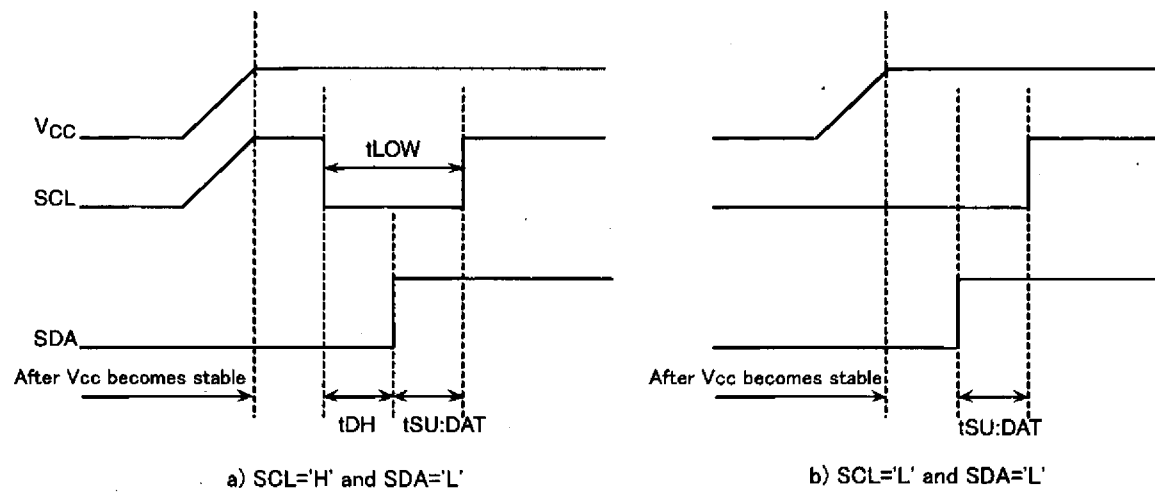 VCC
SCL
tLOW
SDA
After Vcc becomes stable
tDH
tSU:DAT
a) SCL='H' and SDA='L'
After Vcc becomes stable
tSU:DAT
b) SCL='L' and SDA='L'